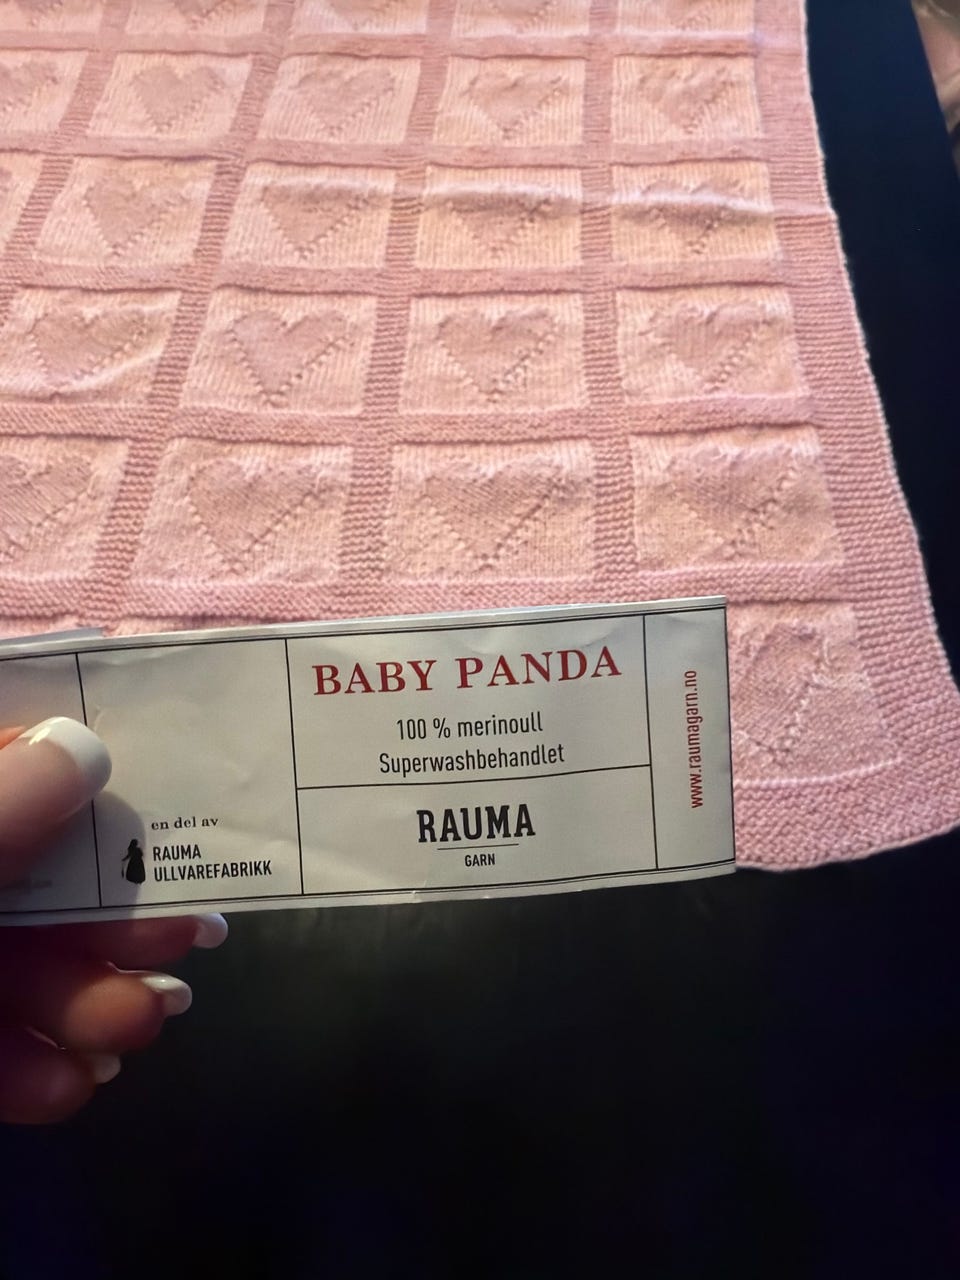 BABY PANDA
100 % merinoull
Superwashbehandlet
RAUMA
GARN
en del av
RAUMA
ULLVAREFABRIKK
www.raumagarn.no